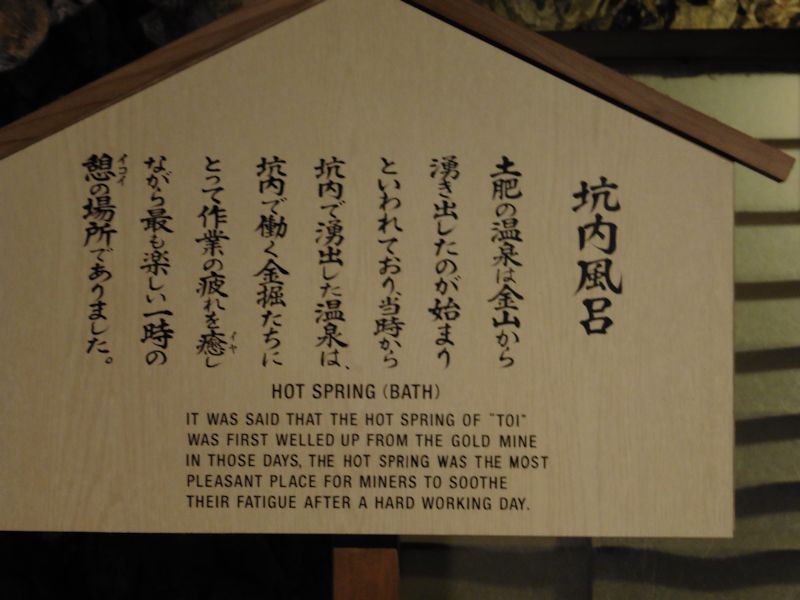 坑内風呂
土肥の温泉は金山から
湧き出したのが始まり
といわれており、当時から
坑内で湧出した温泉は、
坑内で働く金掘たちに
とって作業の疲れを癒し
イヤ
ながら最も楽しい一時の
憩の場所でありました。
イコイ
HOT SPRING (BATH)
IT WAS SAID THAT THE HOT SPRING OF "TOI"
WAS FIRST WELLED UP FROM THE GOLD MINE
IN THOSE DAYS, THE HOT SPRING WAS THE MOST
PLEASANT PLACE FOR MINERS TO SOOTHE
THEIR FATIGUE AFTER A HARD WORKING DAY.